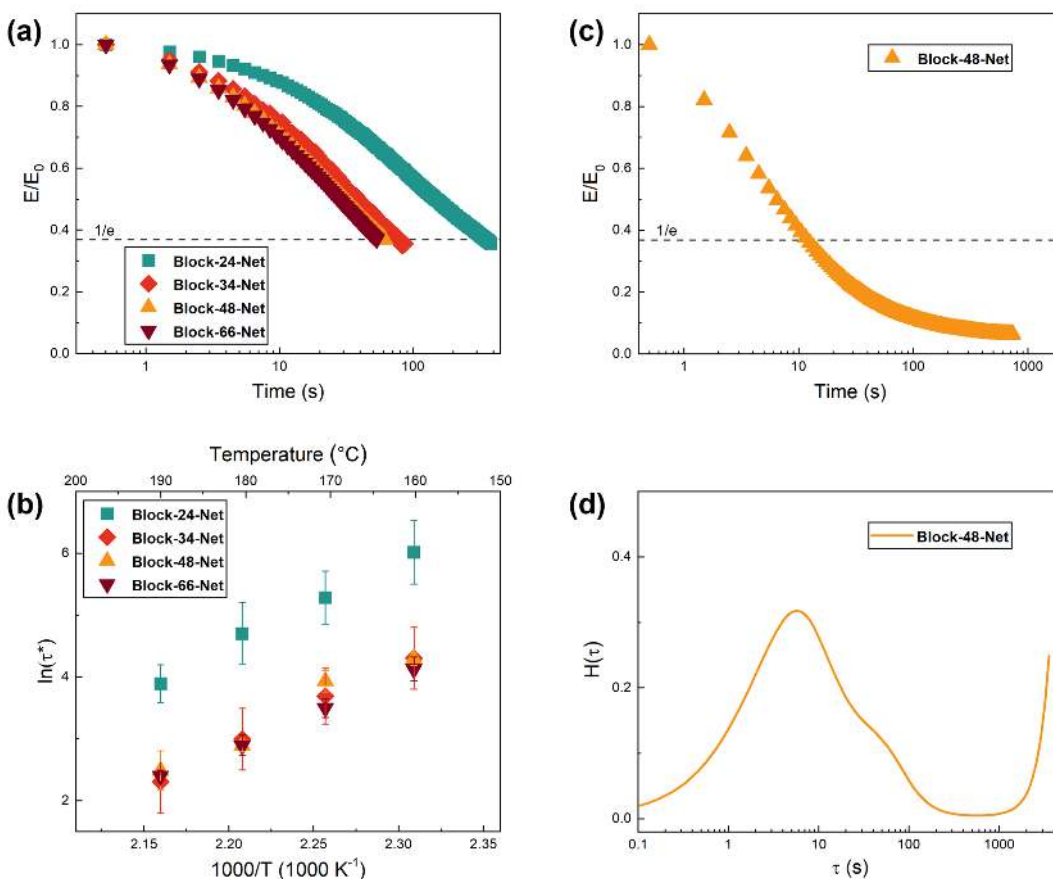 (a)
E/E0
1.0
0.8
0.6
0.4
0.2
0.0
1/e
Block-24-Net
Block-34-Net
Block-48-Net
Block-66-Net
1
10
100
Time (s)
(c)
E/E0
1.0
0.8
0.6
0.4
0.2
0.0
1/e
Block-48-Net
1
10
100
1000
Time (s)
(b)
Temperature (°C)
200
190
180
170
160
150
ln(τ*)
6
4
2
Block-24-Net
Block-34-Net
Block-48-Net
Block-66-Net
2.15
2.20
2.25
2.30
2.35
1000/T (1000 K⁻¹)
(d)
H(τ)
0.4
0.2
0.0
Block-48-Net
0.1
1
10
100
1000
τ (s)